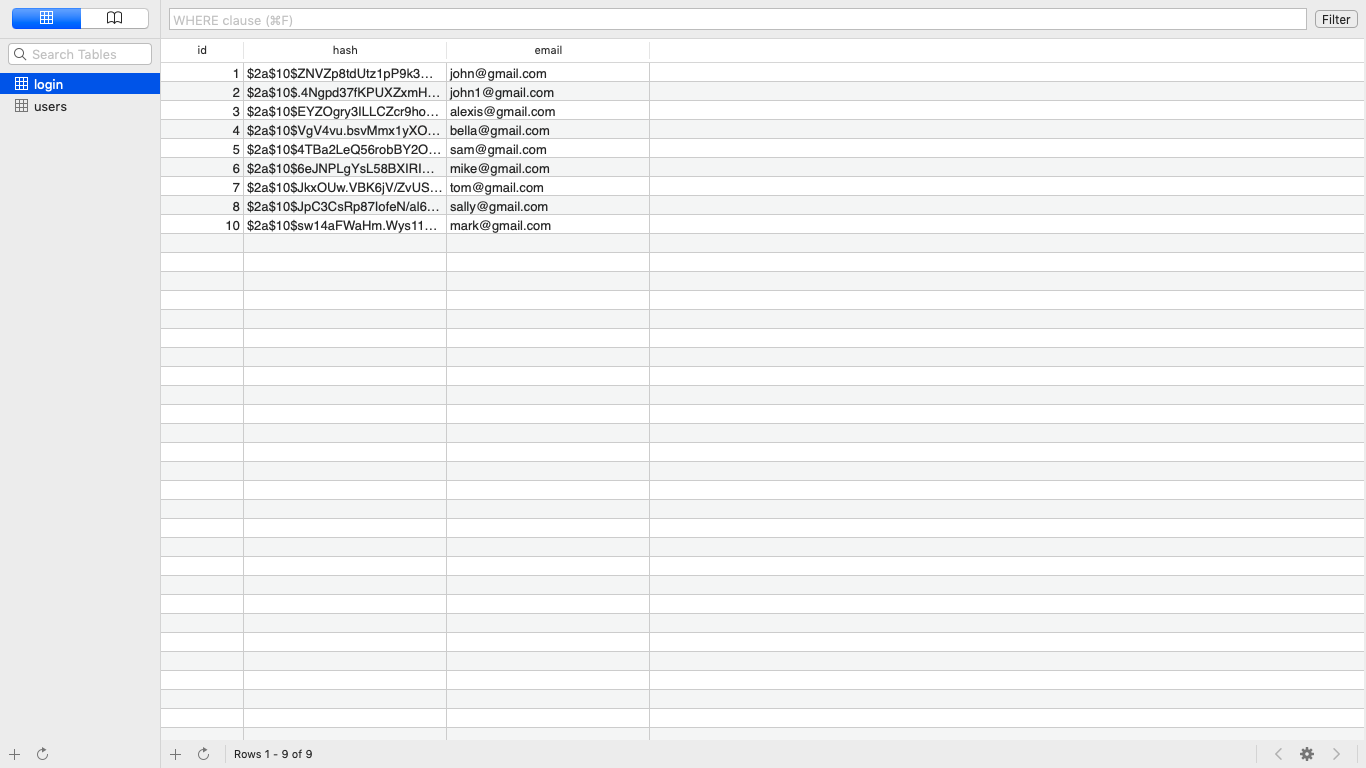 WHERE clause (⌘F)
Filter
Search Tables
login
users
id hash email
1 $2a$10$ZNVZp8tdUtz1pP9k3... john@gmail.com
2 $2a$10$.4Ngpd37fKPUXZxmH... john1@gmail.com
3 $2a$10$EYZOgry3ILLCZcr9ho... alexis@gmail.com
4 $2a$10$VgV4vu.bsvMmx1yXO... bella@gmail.com
5 $2a$10$4TBa2LeQ56robBY2O... sam@gmail.com
6 $2a$10$6eJNPLgYsL58BXIRI... mike@gmail.com
7 $2a$10$JkxOUw.VBK6jV/ZvUS... tom@gmail.com
8 $2a$10$JpC3CsRp87IofeN/al6... sally@gmail.com
10 $2a$10$sw14aFWaHm.Wys11... mark@gmail.com
Rows 1 - 9 of 9